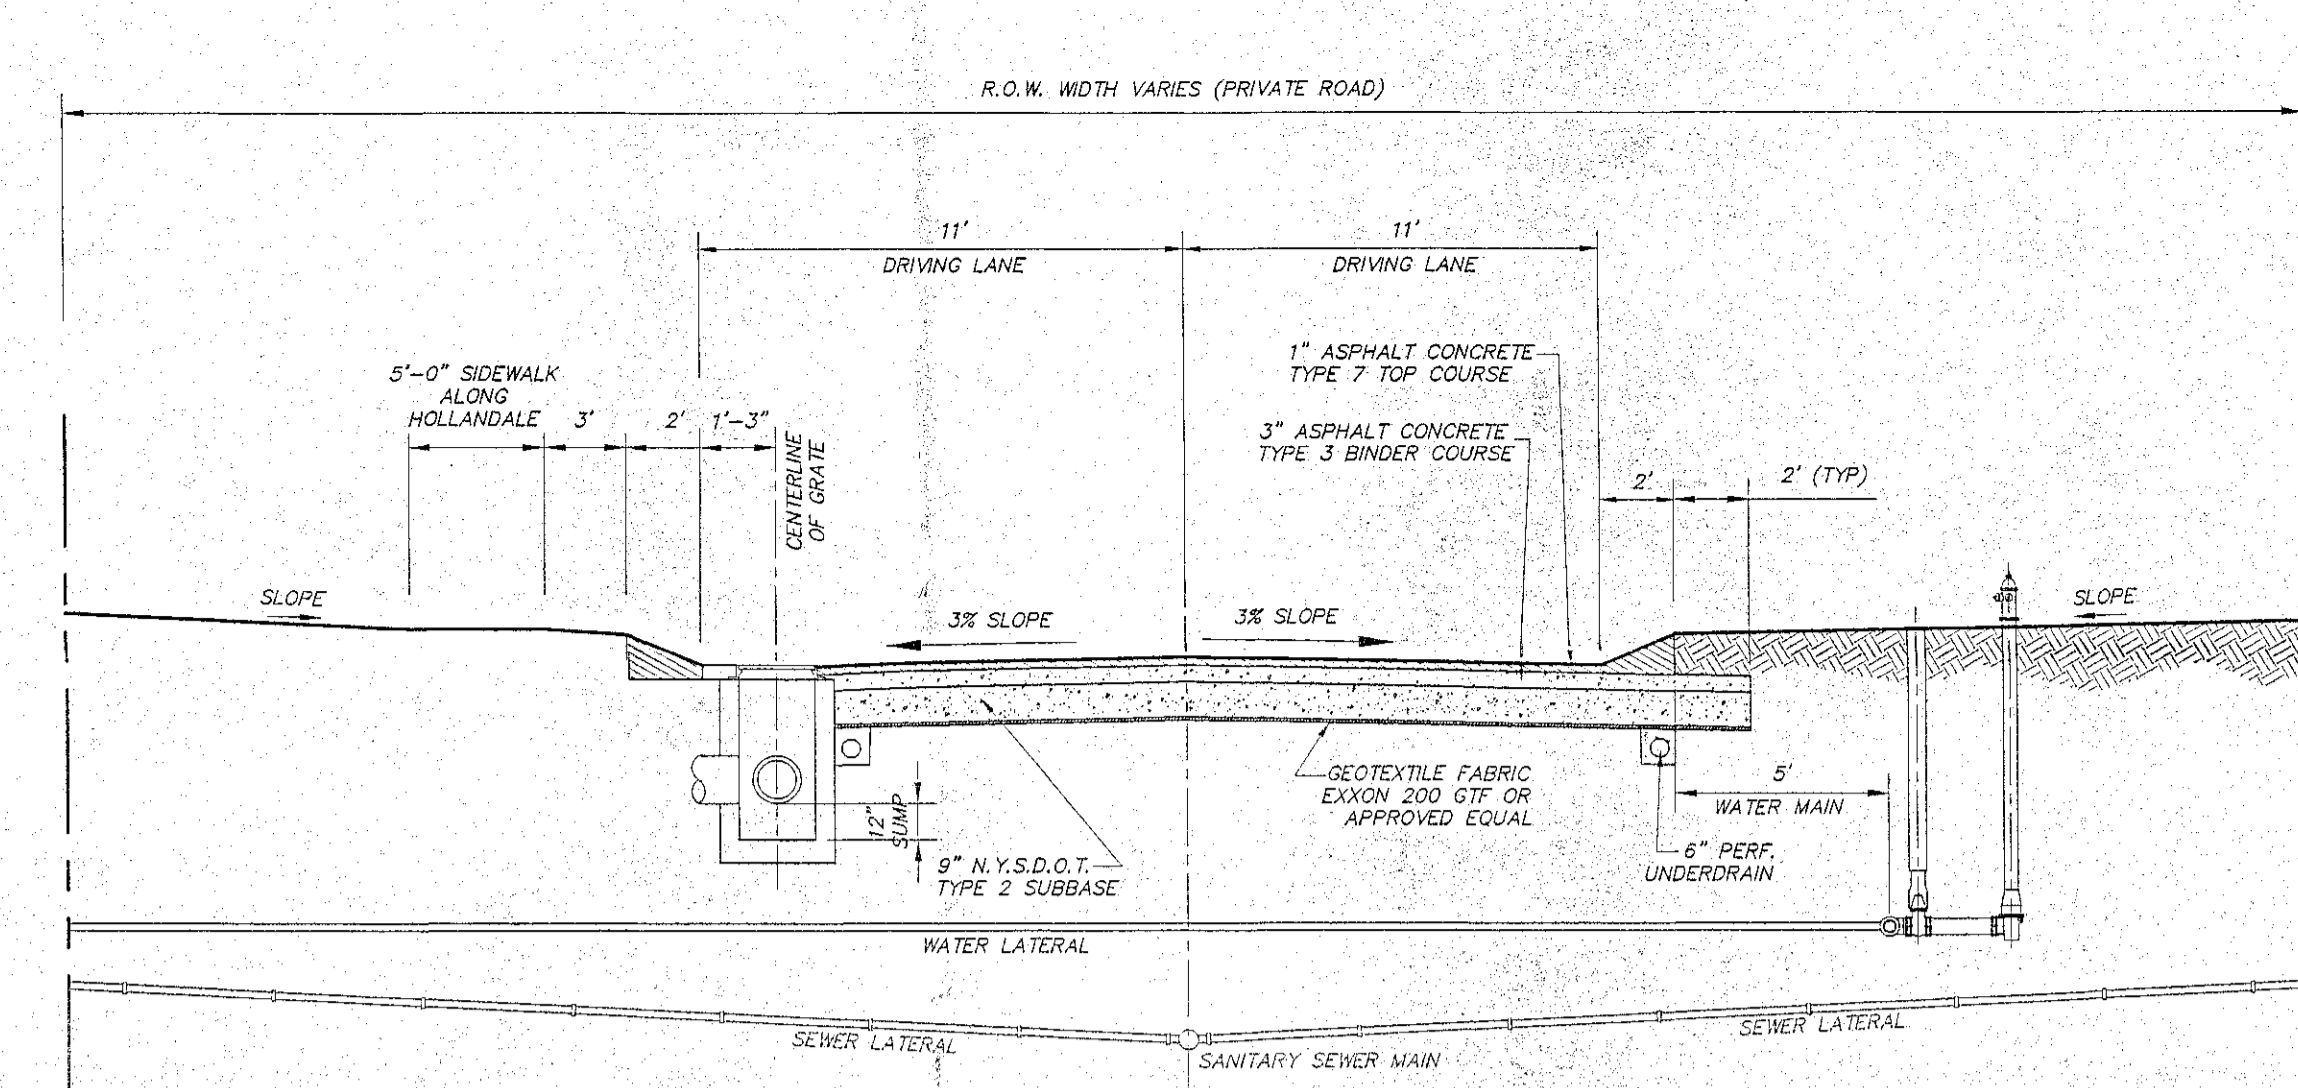 R.O.W. WIDTH VARIES (PRIVATE ROAD)
11'
DRIVING LANE
11'
DRIVING LANE
1" ASPHALT CONCRETE
TYPE 7 TOP COURSE
5'-0" SIDEWALK
ALONG
HOLLANDALE
3'
2'
1'-3"
CENTERLINE
OF GRATE
3" ASPHALT CONCRETE
TYPE 3 BINDER COURSE
2'
2' (TYP)
SLOPE
3% SLOPE
3% SLOPE
SLOPE
12"
SUMP
GEOTEXTILE FABRIC
EXXON 200 GTF OR
APPROVED EQUAL
5'
WATER MAIN
9" N.Y.S.D.O.T.
TYPE 2 SUBBASE
6" PERF.
UNDERDRAIN
WATER LATERAL
SEWER LATERAL
SANITARY SEWER MAIN
SEWER LATERAL